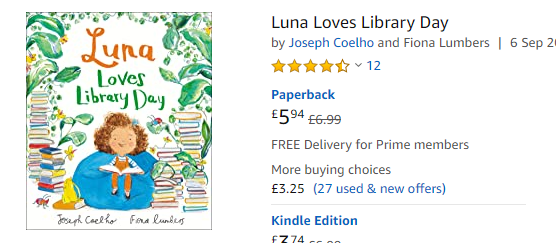 Luna
Loves
Library Day
Joseph Coelho Fiona Lumbers
Luna Loves Library Day
by Joseph Coelho and Fiona Lumbers | 6 Sep 20
12
Paperback
£5.94 £6.99
FREE Delivery for Prime members
More buying choices
£3.25 (27 used & new offers)
Kindle Edition